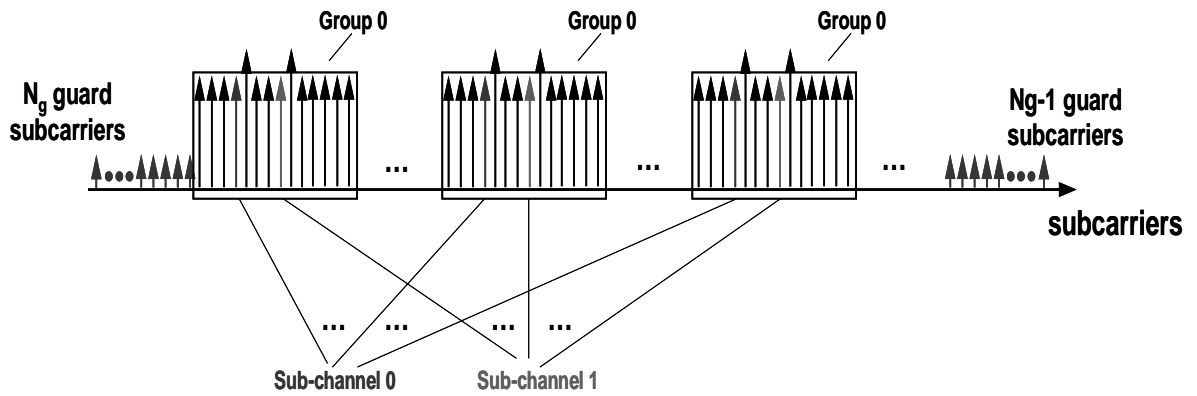 Group 0
Group 0
Group 0
Ng guard
subcarriers
Ng-1 guard
subcarriers
...
...
...
subcarriers
... ... ... ...
Sub-channel 0
Sub-channel 1